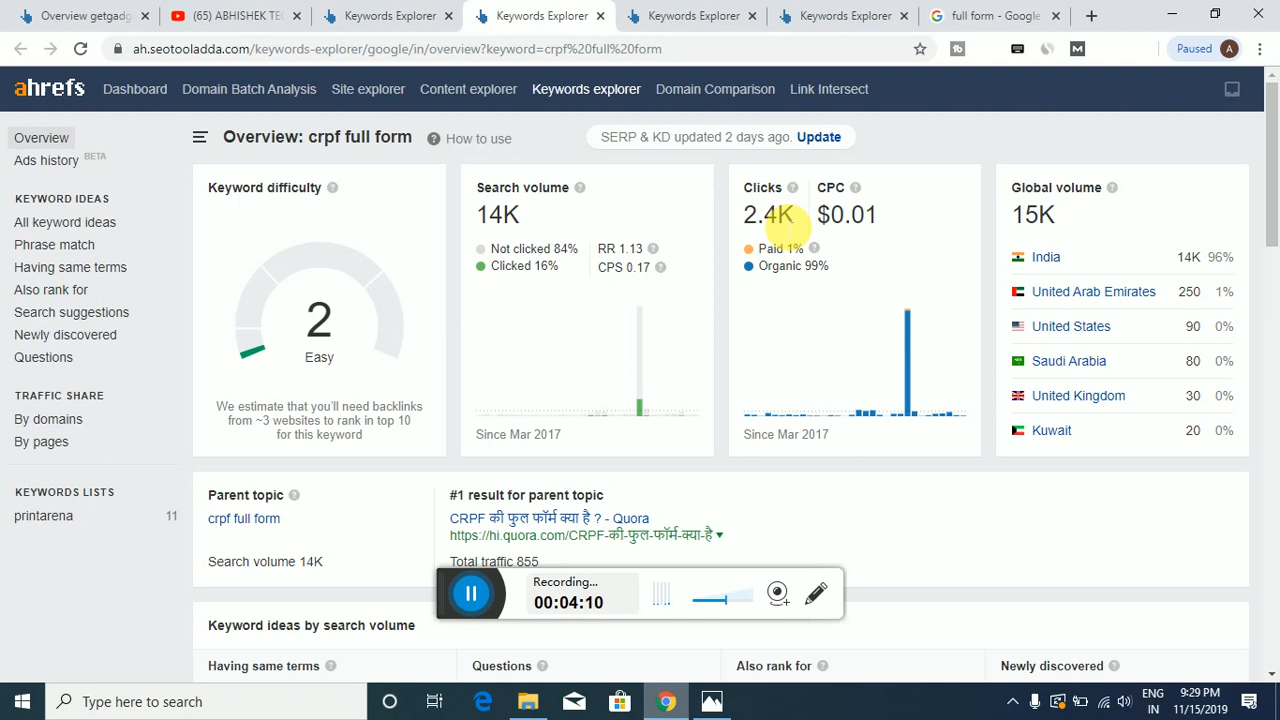 Overview getgadg
(65) ABHISHEK TEC
Keywords Explorer
Keywords Explorer
Keywords Explorer
Keywords Explorer
full form - Google
ah.seotooladda.com/keywords-explorer/google/in/overview?keyword=crpf%20full%20form
Paused A
ahrefs Dashboard Domain Batch Analysis Site explorer Content explorer Keywords explorer Domain Comparison Link Intersect
Overview
Ads history BETA
KEYWORD IDEAS
All keyword ideas
Phrase match
Having same terms
Also rank for
Search suggestions
Newly discovered
Questions
TRAFFIC SHARE
By domains
By pages
KEYWORDS LISTS
printarena 11
Overview: crpf full form ? How to use
SERP & KD updated 2 days ago. Update
Keyword difficulty ?
2
Easy
We estimate that you'll need backlinks
from ~3 websites to rank in top 10
for this keyword
Search volume ?
14K
Not clicked 84% RR 1.13 ?
Clicked 16% CPS 0.17 ?
Since Mar 2017
Clicks ? CPC ?
2.4K $0.01
Paid 1% ?
Organic 99%
Since Mar 2017
Global volume ?
15K
India 14K 96%
United Arab Emirates 250 1%
United States 90 0%
Saudi Arabia 80 0%
United Kingdom 30 0%
Kuwait 20 0%
Parent topic ?
crpf full form
Search volume 14K
#1 result for parent topic
CRPF की फुल फॉर्म क्या है ? - Quora
https://hi.quora.com/CRPF-की-फुल-फॉर्म-क्या-है
Total traffic 855
Recording...
00:04:10
Keyword ideas by search volume
Having same terms ? Questions ? Also rank for ? Newly discovered ?
Type here to search
ENG
IN
9:29 PM
11/15/2019